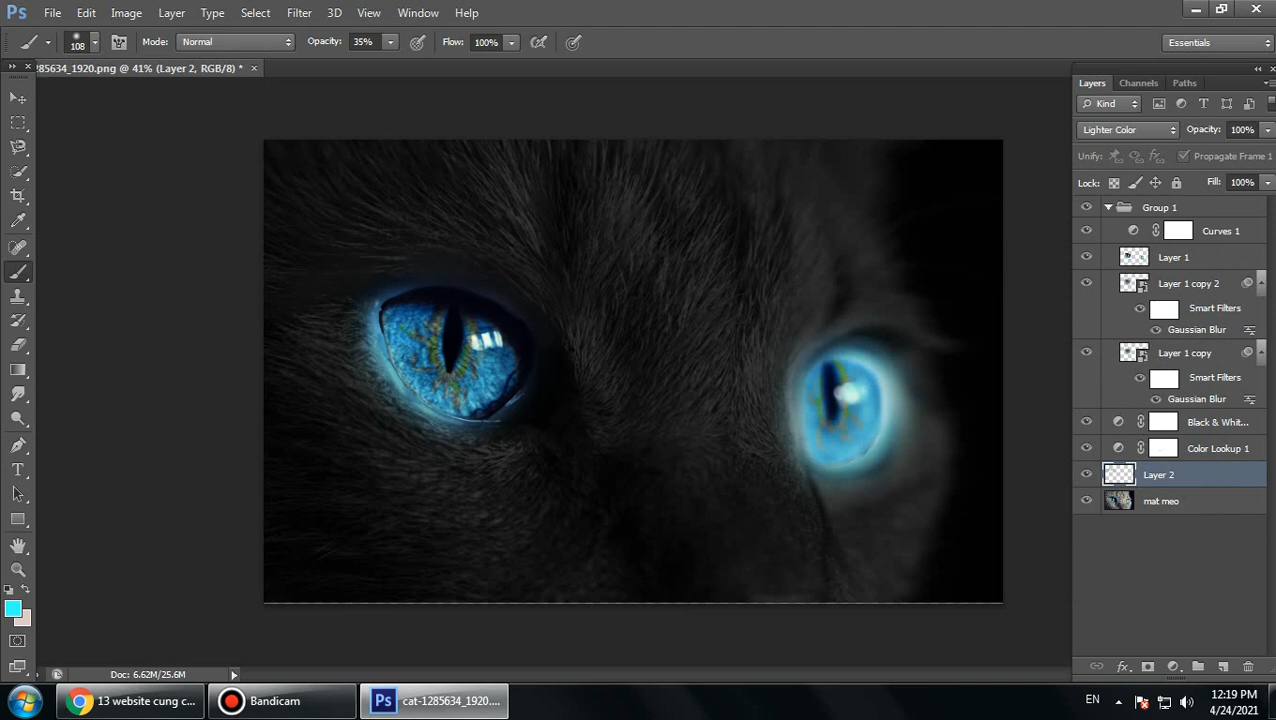 Ps File Edit Image Layer Type Select Filter 3D View Window Help
108 Mode: Normal Opacity: 35% Flow: 100% Essentials
285634_1920.png @ 41% (Layer 2, RGB/8) *
Layers Channels Paths
Kind
Lighter Color Opacity: 100%
Unify: Propagate Frame 1
Lock: Fill: 100%
Group 1
Curves 1
Layer 1
Layer 1 copy 2
Smart Filters
Gaussian Blur
Layer 1 copy
Smart Filters
Gaussian Blur
Black & Whit...
Color Lookup 1
Layer 2
mat meo
Doc: 6.62M/25.6M
13 website cung c... Bandicam Ps cat-1285634_1920.... EN 12:19 PM
4/24/2021